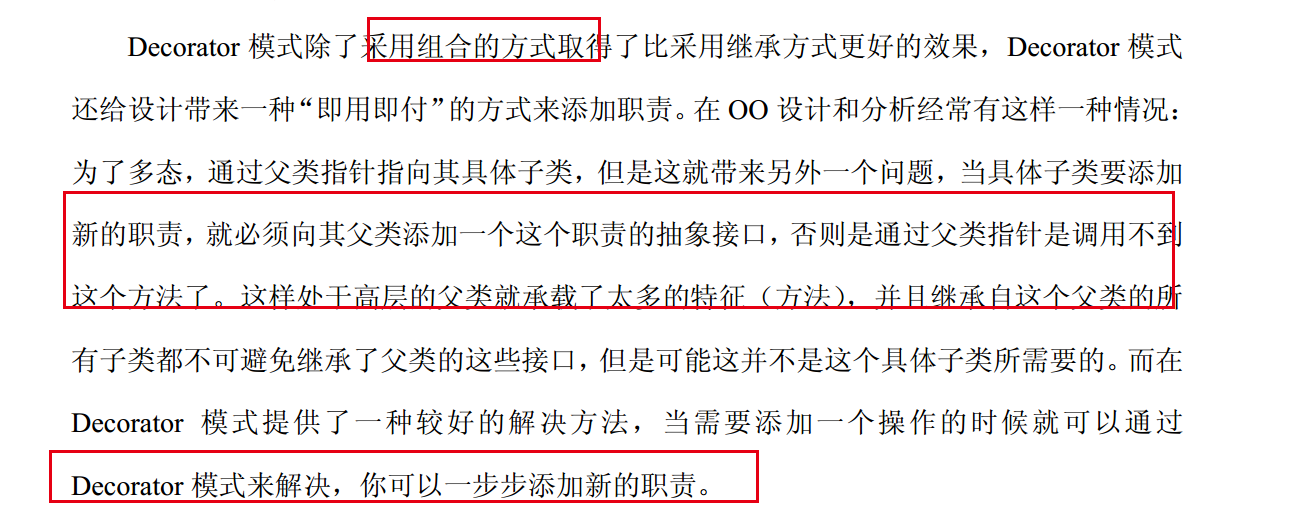 Decorator 模式除了采用组合的方式取得了比采用继承方式更好的效果，Decorator 模式
还给设计带来一种“即用即付”的方式来添加职责。在 OO 设计和分析经常有这样一种情况：
为了多态，通过父类指针指向其具体子类，但是这就带来另外一个问题，当具体子类要添加
新的职责，就必须向其父类添加一个这个职责的抽象接口，否则是通过父类指针是调用不到
这个方法了。这样处于高层的父类就承载了太多的特征（方法），并且继承自这个父类的所
有子类都不可避免继承了父类的这些接口，但是可能这并不是这个具体子类所需要的。而在
Decorator 模式提供了一种较好的解决方法，当需要添加一个操作的时候就可以通过
Decorator 模式来解决，你可以一步步添加新的职责。